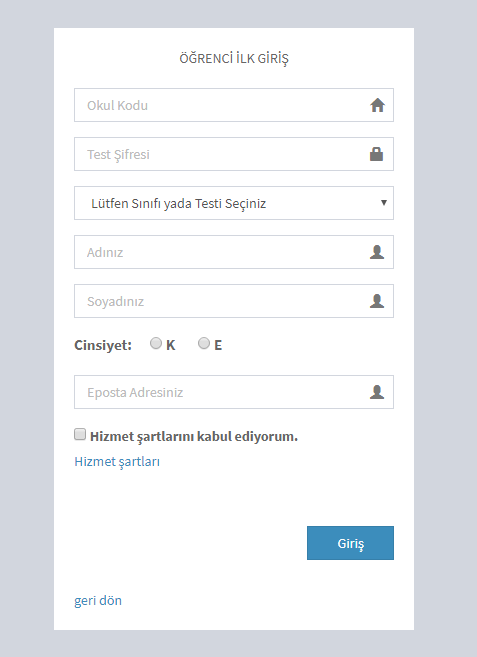 ÖĞRENCİ İLK GİRİŞ
Okul Kodu
Test Şifresi
Lütfen Sınıfı yada Testi Seçiniz
Adınız
Soyadınız
Cinsiyet: K E
Eposta Adresiniz
Hizmet şartlarını kabul ediyorum.
Hizmet şartları
Giriş
geri dön